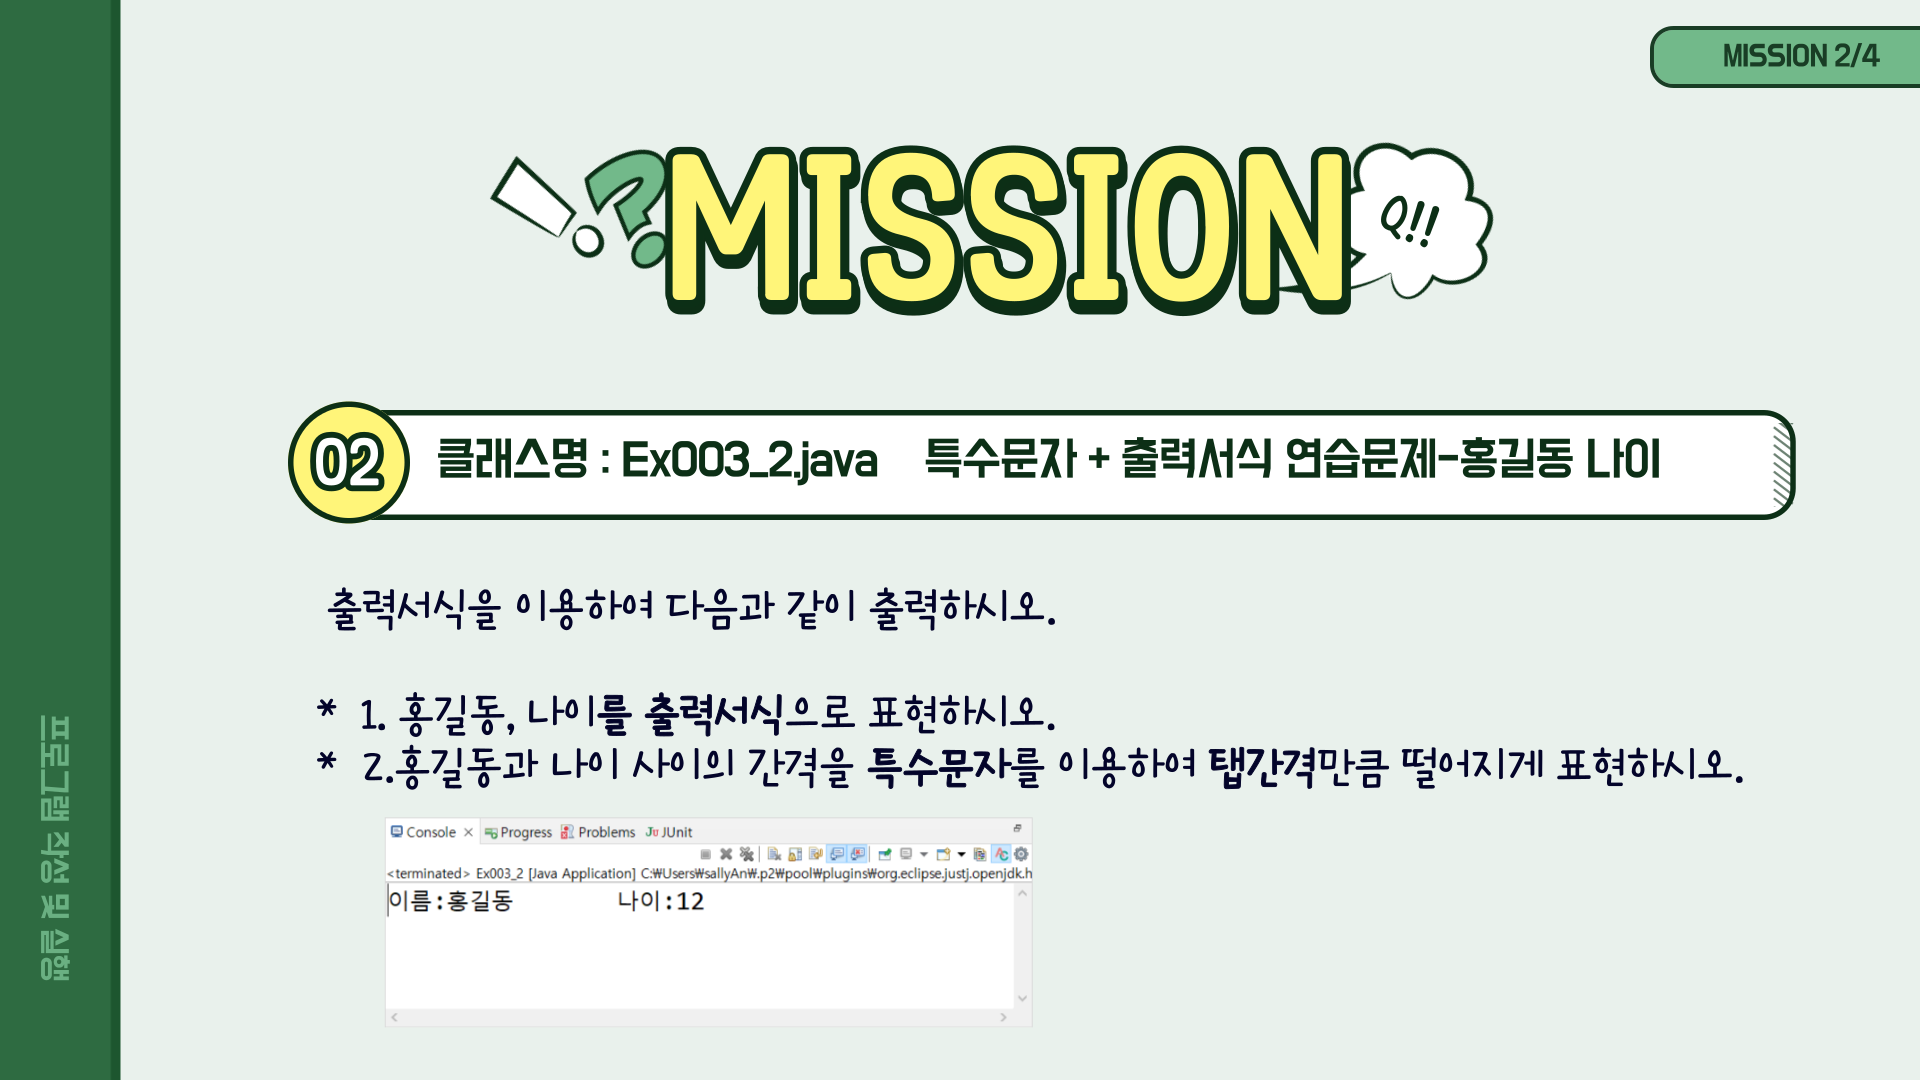 MISSION 2/4
MISSION
Q!!
02
클래스명 : Ex003_2.java 특수문자 + 출력서식 연습문제-홍길동 나이
출력서식을 이용하여 다음과 같이 출력하시오.
* 1. 홍길동, 나이를 출력서식으로 표현하시오.
* 2.홍길동과 나이 사이의 간격을 특수문자를 이용하여 탭간격만큼 떨어지게 표현하시오.
Console Progress Problems JUnit
<terminated> Ex003_2 [Java Application] C:₩Users₩sallyAn₩.p2₩pool₩plugins₩org.eclipse.justj.openjdk.h
이름:홍길동 나이:12
프로그램 작성 및 실행